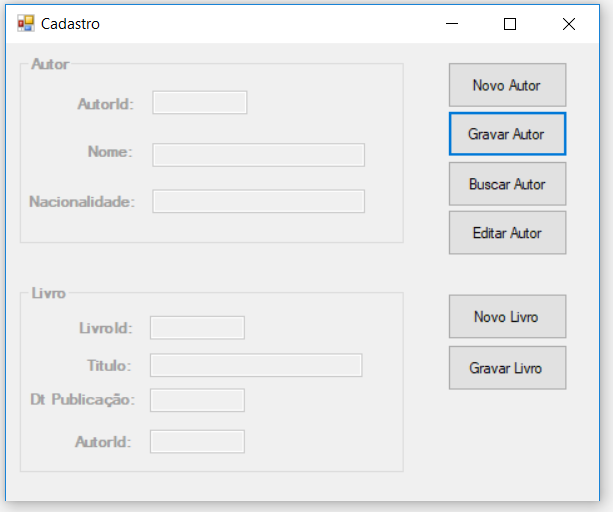 Cadastro
Autor
AutorId:
Nome:
Nacionalidade:
Novo Autor
Gravar Autor
Buscar Autor
Editar Autor
Livro
LivroId:
Titulo:
Dt Publicação:
AutorId:
Novo Livro
Gravar Livro